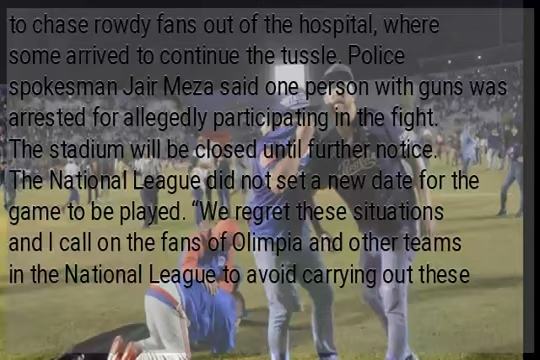 to chase rowdy fans out of the hospital, where
some arrived to continue the tussle. Police
spokesman Jair Meza said one person with guns was
arrested for allegedly participating in the fight.
The stadium will be closed until further notice.
The National League did not set a new date for the
game to be played. “We regret these situations
and I call on the fans of Olimpia and other teams
in the National League to avoid carrying out these